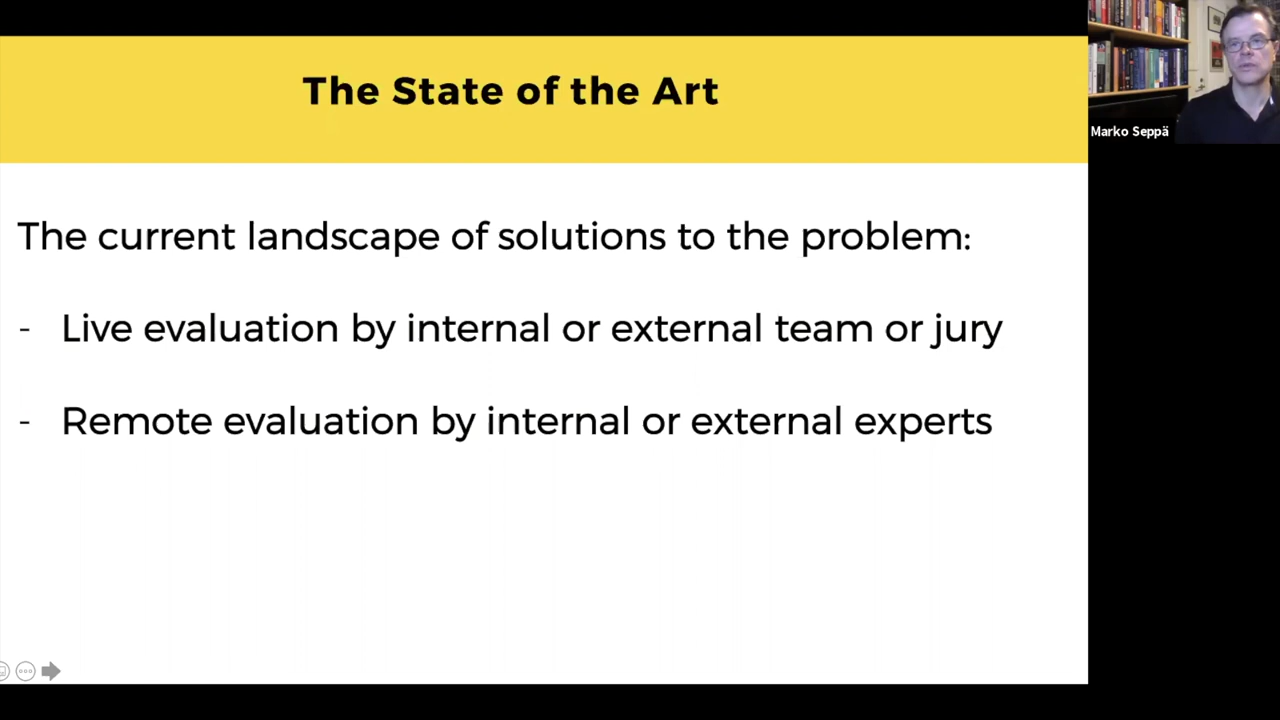 The State of the Art
Marko Seppä
The current landscape of solutions to the problem:
- Live evaluation by internal or external team or jury
- Remote evaluation by internal or external experts